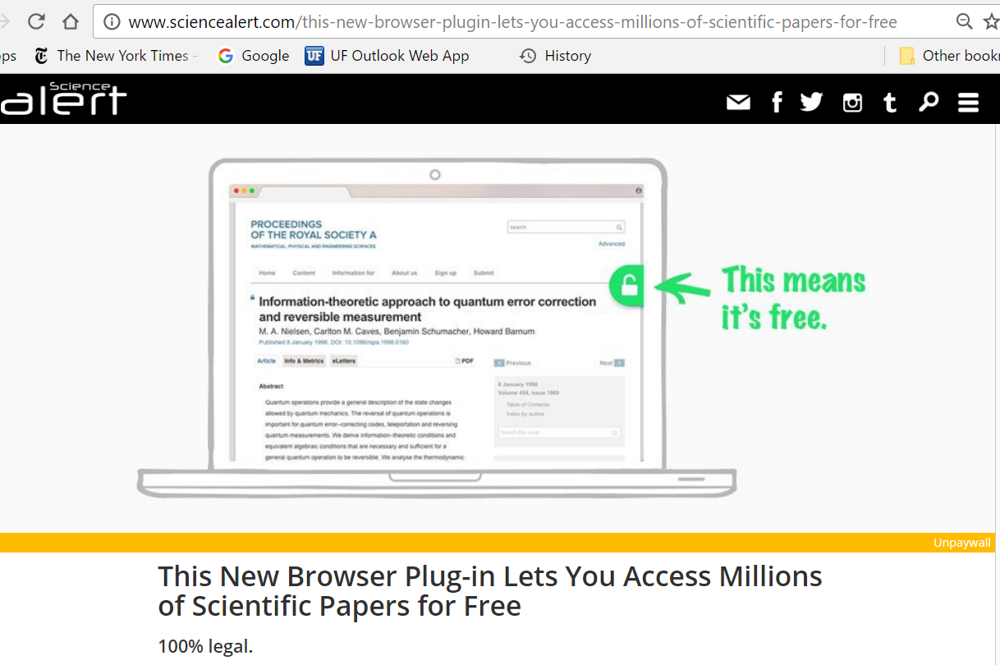 www.sciencealert.com/this-new-browser-plugin-lets-you-access-millions-of-scientific-papers-for-free
ps The New York Times - Google UF UF Outlook Web App History Other book
Science
alert
PROCEEDINGS
OF THE ROYAL SOCIETY A
MATHEMATICAL, PHYSICAL AND ENGINEERING SCIENCES
search
Advanced
Home Content Information for About us Sign up Submit
This means
it's free.
Information-theoretic approach to quantum error correction
and reversible measurement
M. A. Nielsen, Carlton M. Caves, Benjamin Schumacher, Howard Barnum
Published 8 January 1998. DOI: 10.1098/rspa.1998.0160
Article Info & Metrics eLetters PDF
Previous Next
8 January 1998
Volume 454, issue 1969
Table of Contents
Index by author
Search this issue
Abstract
Quantum operations provide a general description of the state changes
allowed by quantum mechanics. The reversal of quantum operations is
important for quantum error-correcting codes, teleportation and reversing
quantum measurements. We derive information-theoretic conditions and
equivalent algebraic conditions that are necessary and sufficient for a
general quantum operation to be reversible. We analyse the thermodynamic
Unpaywall
This New Browser Plug-in Lets You Access Millions
of Scientific Papers for Free
100% legal.